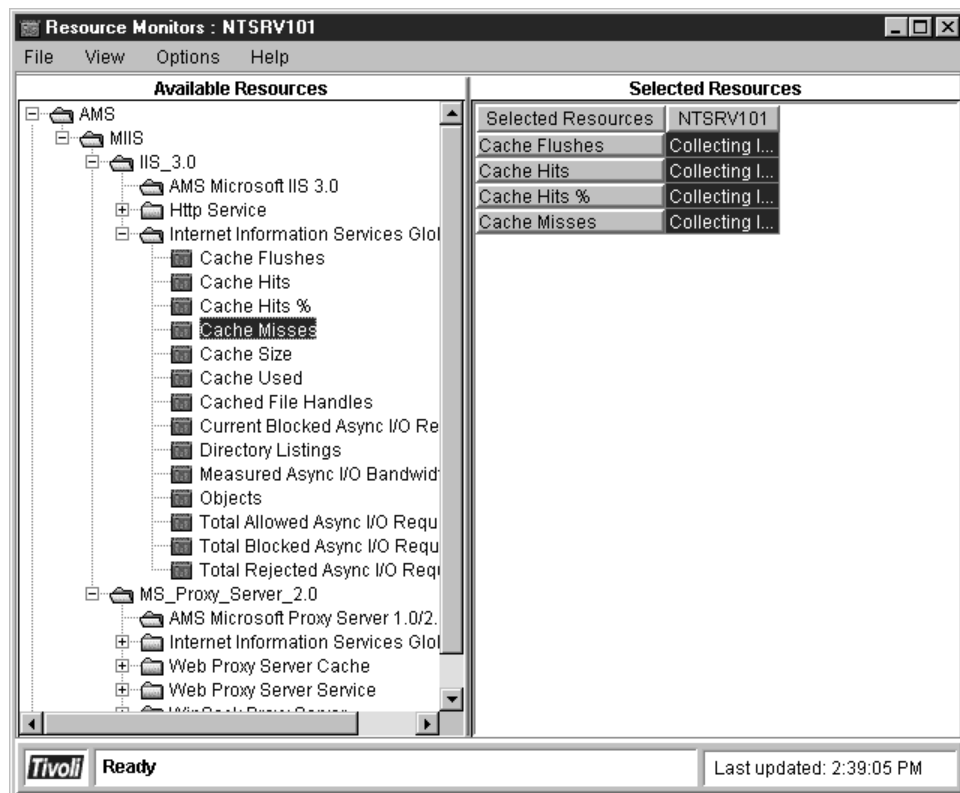 Resource Monitors : NTSRV101
File View Options Help
Available Resources
AMS
MIIS
IIS_3.0
AMS Microsoft IIS 3.0
Http Service
Internet Information Services Glol
Cache Flushes
Cache Hits
Cache Hits %
Cache Misses
Cache Size
Cache Used
Cached File Handles
Current Blocked Async I/O Re
Directory Listings
Measured Async I/O Bandwid
Objects
Total Allowed Async I/O Requ
Total Blocked Async I/O Requ
Total Rejected Async I/O Requ
MS_Proxy_Server_2.0
AMS Microsoft Proxy Server 1.0/2.
Internet Information Services Glol
Web Proxy Server Cache
Web Proxy Server Service
Selected Resources
Selected Resources NTSRV101
Cache Flushes Collecting I...
Cache Hits Collecting I...
Cache Hits % Collecting I...
Cache Misses Collecting I...
Tivoli Ready Last updated: 2:39:05 PM